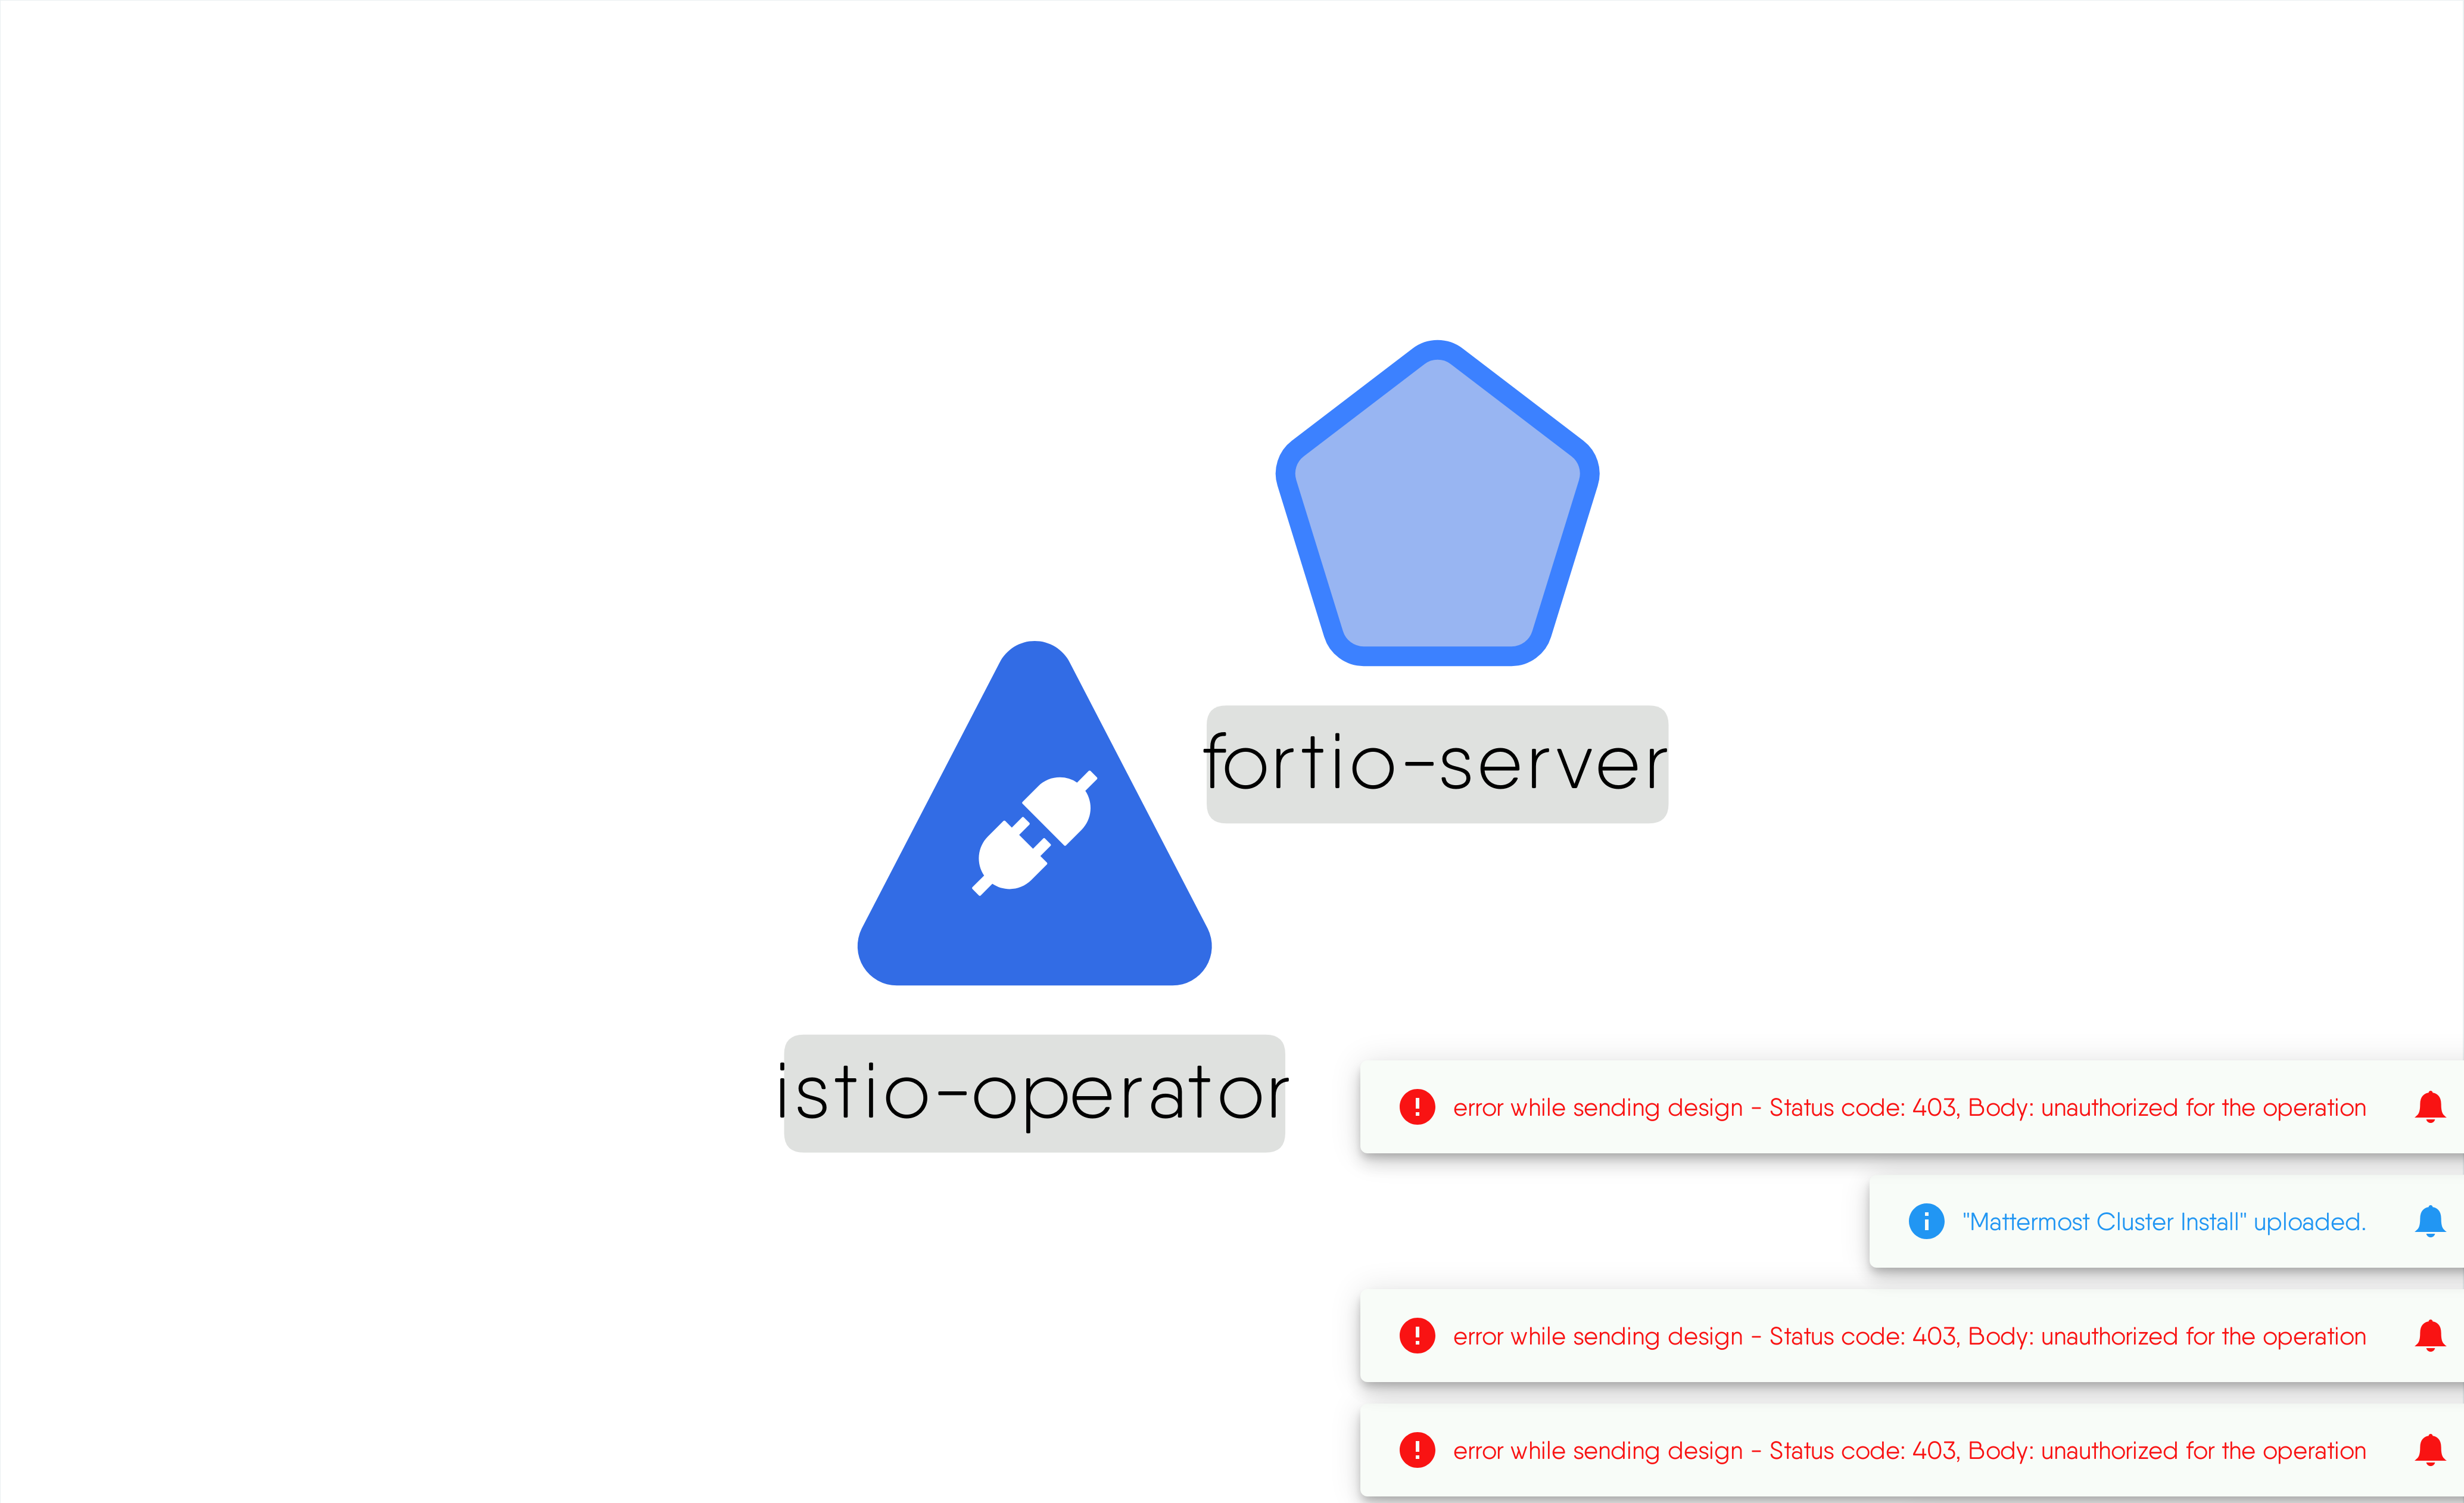 fortio-server
istio-operator
error while sending design - Status code: 403, Body: unauthorized for the operation
"Mattermost Cluster Install" uploaded.
error while sending design - Status code: 403, Body: unauthorized for the operation
error while sending design - Status code: 403, Body: unauthorized for the operation